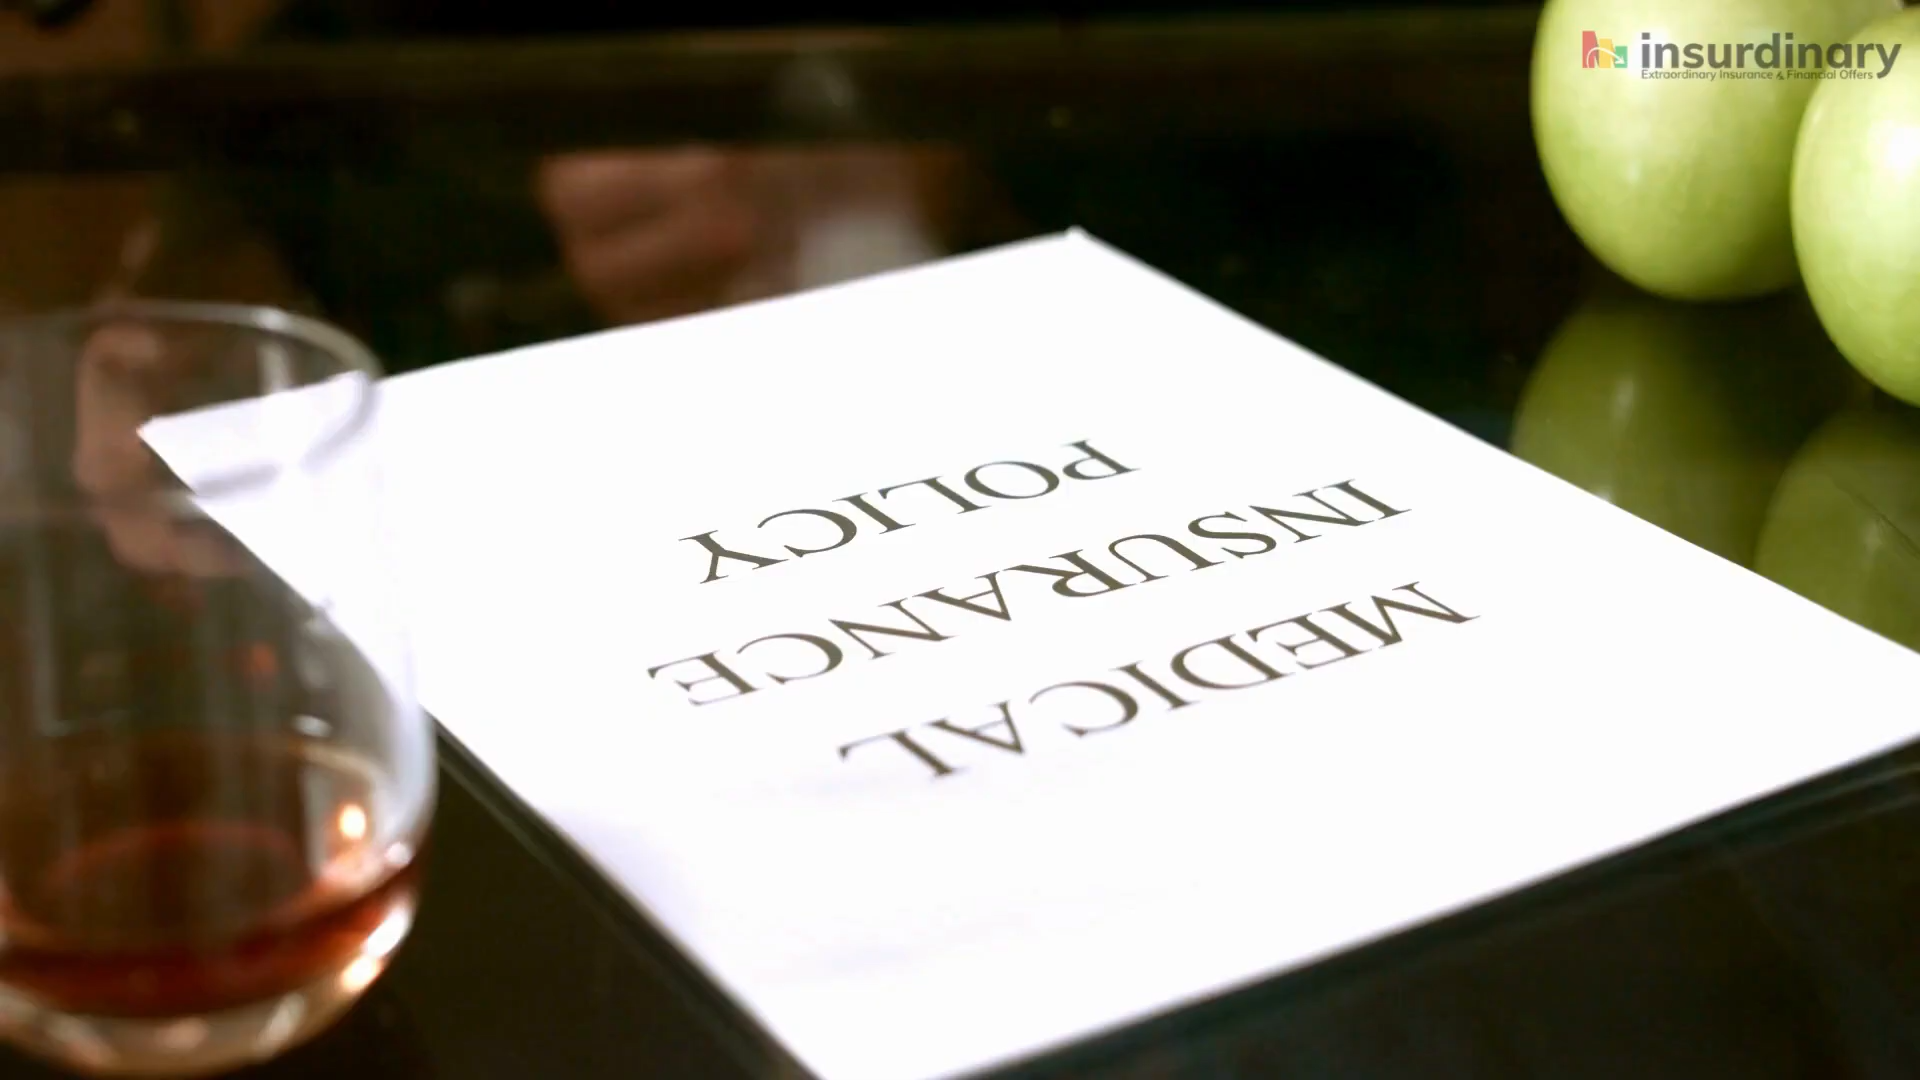 insurdinary
Extraordinary Insurance & Financial Offers
MEDICAL
INSURANCE
POLICY